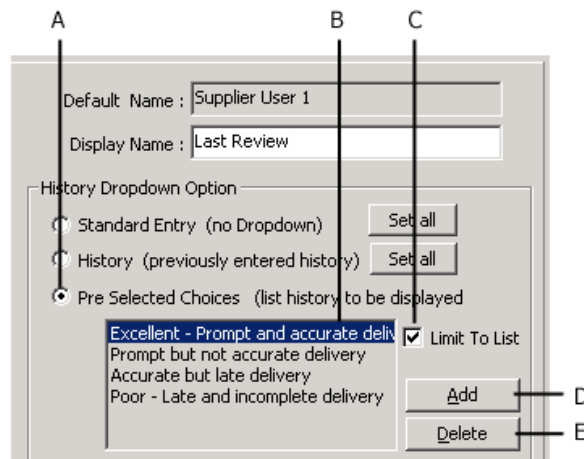 A B C
Default Name : Supplier User 1
Display Name : Last Review
History Dropdown Option
Standard Entry (no Dropdown) Set all
History (previously entered history) Set all
Pre Selected Choices (list history to be displayed
Excellent - Prompt and accurate deliv
Limit To List
Prompt but not accurate delivery
Accurate but late delivery
Poor - Late and incomplete delivery
Add D
Delete E